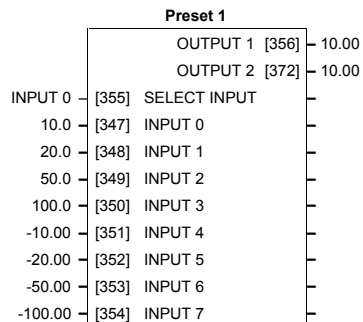 Preset 1
OUTPUT 1 [356] 10.00
OUTPUT 2 [372] 10.00
INPUT 0 [355] SELECT INPUT
10.0 [347] INPUT 0
20.0 [348] INPUT 1
50.0 [349] INPUT 2
100.0 [350] INPUT 3
-10.00 [351] INPUT 4
-20.00 [352] INPUT 5
-50.00 [353] INPUT 6
-100.00 [354] INPUT 7